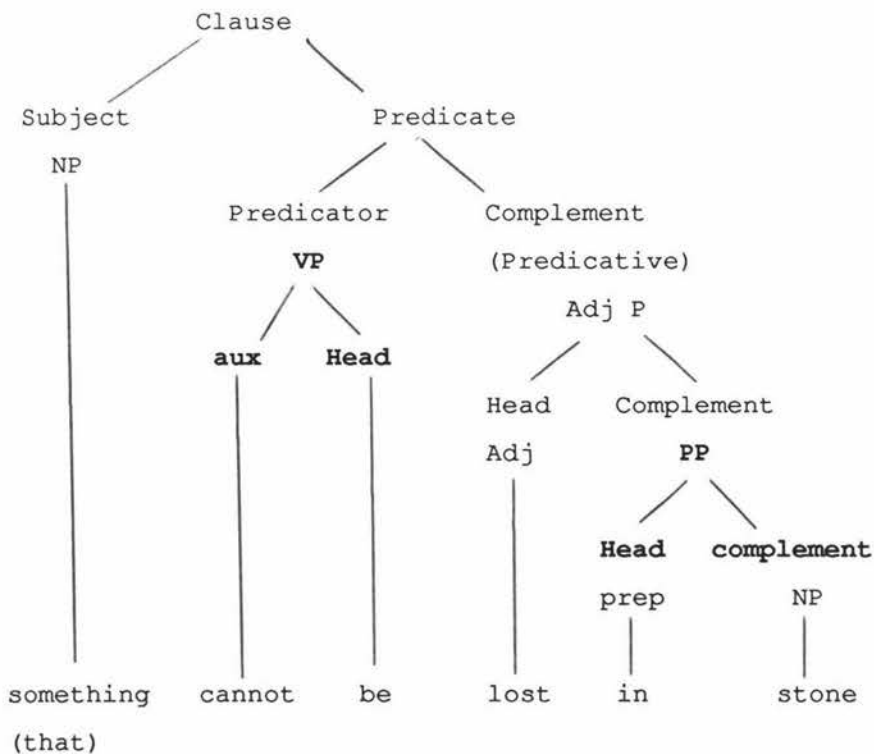 Clause
Subject Predicate
NP
Predicator Complement
VP (Predicative)
Adj P
aux Head
Head Complement
Adj PP
Head complement
prep NP
something cannot be lost in stone
(that)